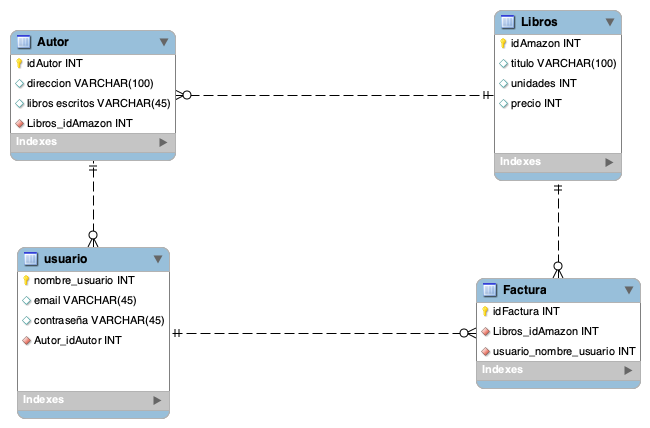 Autor
idAutor INT
direccion VARCHAR(100)
libros escritos VARCHAR(45)
Libros_idAmazon INT
Indexes
Libros
idAmazon INT
titulo VARCHAR(100)
unidades INT
precio INT
Indexes
usuario
nombre_usuario INT
email VARCHAR(45)
contraseña VARCHAR(45)
Autor_idAutor INT
Indexes
Factura
idFactura INT
Libros_idAmazon INT
usuario_nombre_usuario INT
Indexes